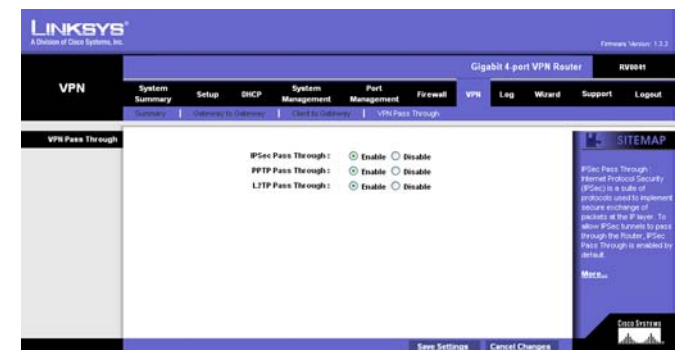 LINKSYS®
A Division of Cisco Systems, Inc.
Firmware Version: 1.3.3
Gigabit 4-port VPN Router
RV0041
VPN
System Summary
Setup
DHCP
System Management
Port Management
Firewall
VPN
Log
Wizard
Support
Logout
Summary | Gateway to Gateway | Client to Gateway | VPN Pass Through
VPN Pass Through
IPSec Pass Through : Enable Disable
PPTP Pass Through : Enable Disable
L2TP Pass Through : Enable Disable
SITEMAP
IPSec Pass Through :
Internet Protocol Security
(IPSec) is a suite of
protocols used to implement
secure exchange of
packets at the IP layer. To
allow IPSec tunnels to pass
through the Router, IPSec
Pass Through is enabled by
default.
More...
Save Settings
Cancel Changes
CISCO SYSTEMS